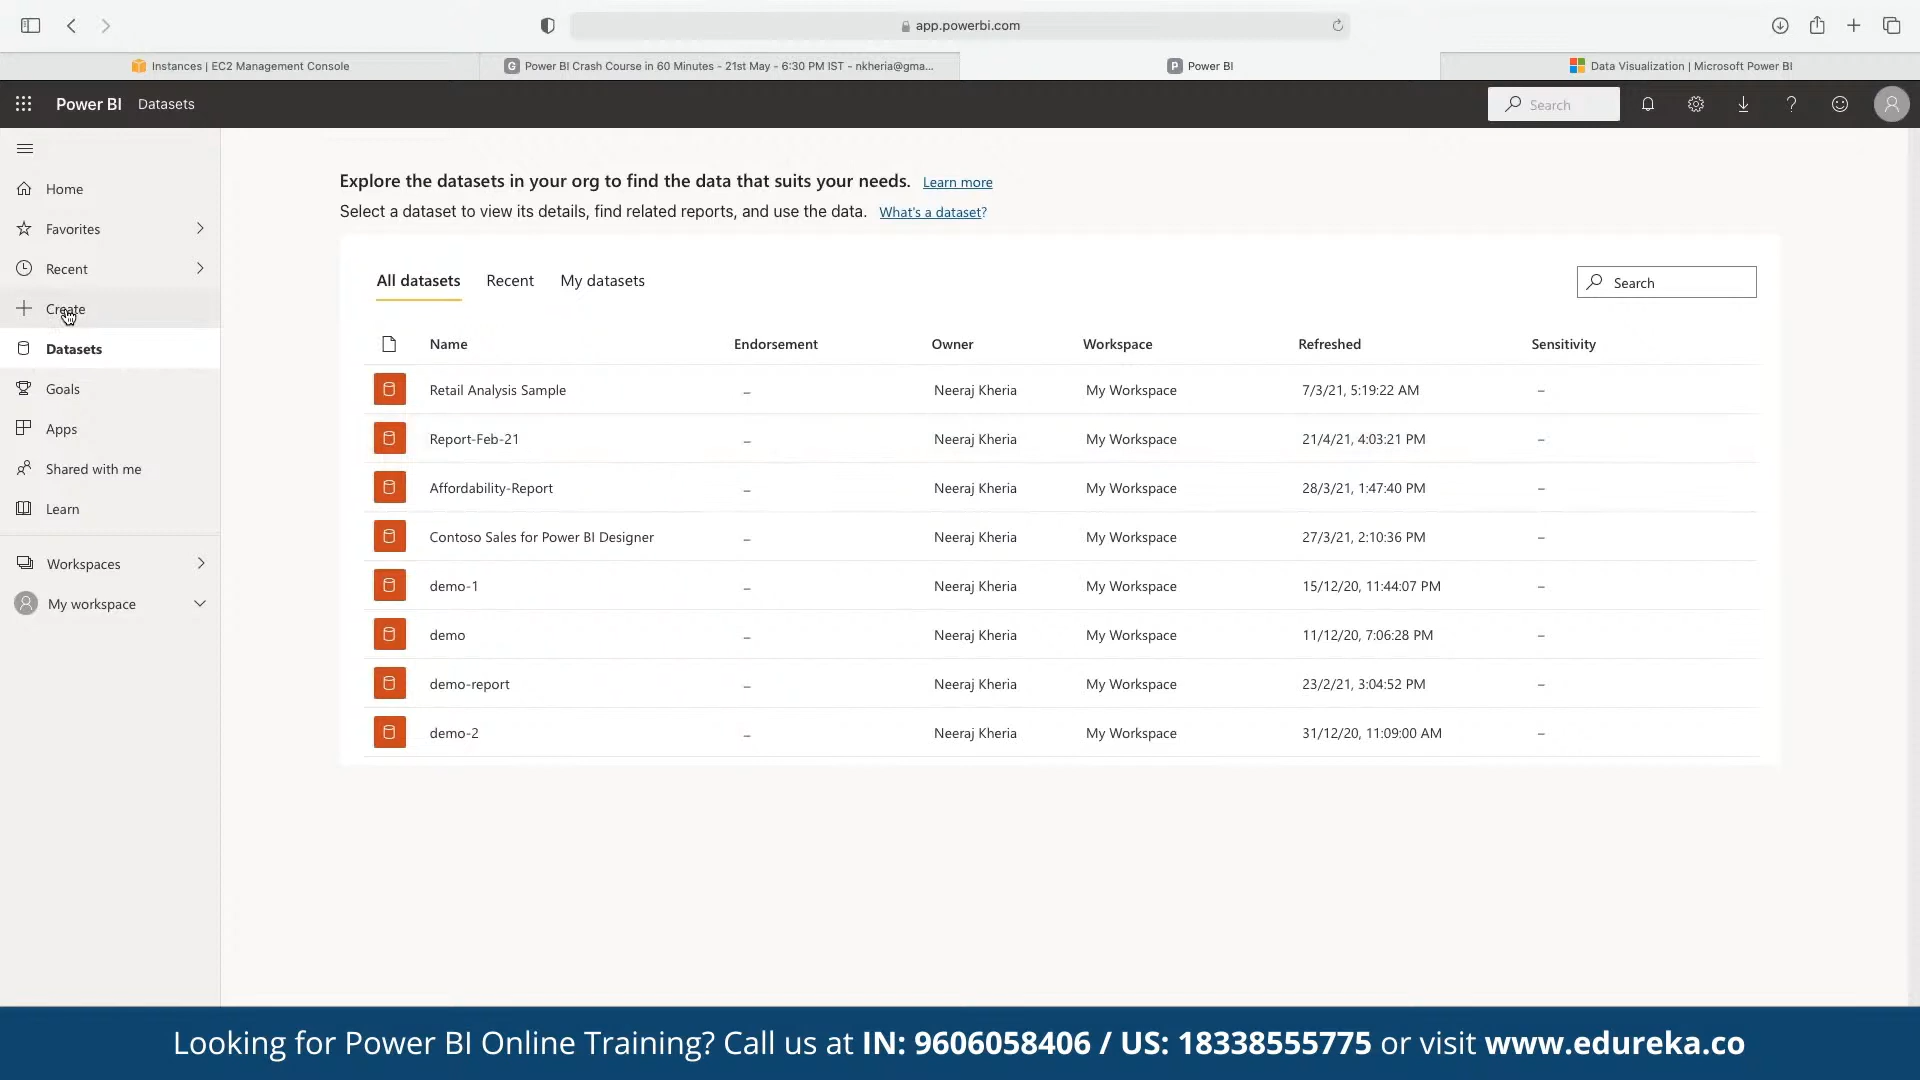 app.powerbi.com
Instances | EC2 Management Console
G Power BI Crash Course in 60 Minutes - 21st May - 6:30 PM IST - nkheria@gma...
P Power BI
Data Visualization | Microsoft Power BI
Power BI Datasets
Search
?
Home
Favorites
Recent
Create
Datasets
Goals
Apps
Shared with me
Learn
Workspaces
My workspace
Explore the datasets in your org to find the data that suits your needs. Learn more
Select a dataset to view its details, find related reports, and use the data. What's a dataset?
All datasets Recent My datasets
Search
Name Endorsement Owner Workspace Refreshed Sensitivity
Retail Analysis Sample – Neeraj Kheria My Workspace 7/3/21, 5:19:22 AM –
Report-Feb-21 – Neeraj Kheria My Workspace 21/4/21, 4:03:21 PM –
Affordability-Report – Neeraj Kheria My Workspace 28/3/21, 1:47:40 PM –
Contoso Sales for Power BI Designer – Neeraj Kheria My Workspace 27/3/21, 2:10:36 PM –
demo-1 – Neeraj Kheria My Workspace 15/12/20, 11:44:07 PM –
demo – Neeraj Kheria My Workspace 11/12/20, 7:06:28 PM –
demo-report – Neeraj Kheria My Workspace 23/2/21, 3:04:52 PM –
demo-2 – Neeraj Kheria My Workspace 31/12/20, 11:09:00 AM –
Looking for Power BI Online Training? Call us at IN: 9606058406 / US: 18338555775 or visit www.edureka.co